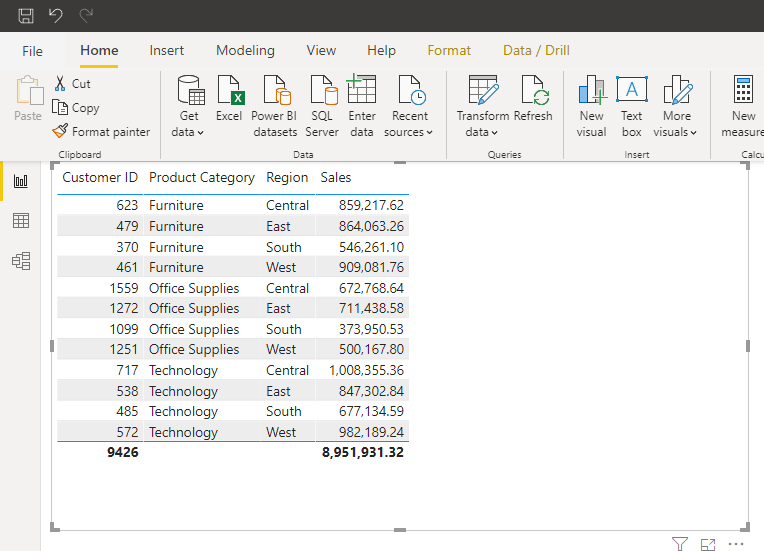 File Home Insert Modeling View Help Format Data / Drill
Paste
Cut
Copy
Format painter
Clipboard
Get data
Excel
Power BI datasets
SQL Server
Enter data
Recent sources
Data
Transform data
Refresh
Queries
New visual
Text box
A
More visuals
Insert
New measure
Calcu
Customer ID Product Category Region Sales
623 Furniture Central 859,217.62
479 Furniture East 864,063.26
370 Furniture South 546,261.10
461 Furniture West 909,081.76
1559 Office Supplies Central 672,768.64
1272 Office Supplies East 711,438.58
1099 Office Supplies South 373,950.53
1251 Office Supplies West 500,167.80
717 Technology Central 1,008,355.36
538 Technology East 847,302.84
485 Technology South 677,134.59
572 Technology West 982,189.24
9426 8,951,931.32